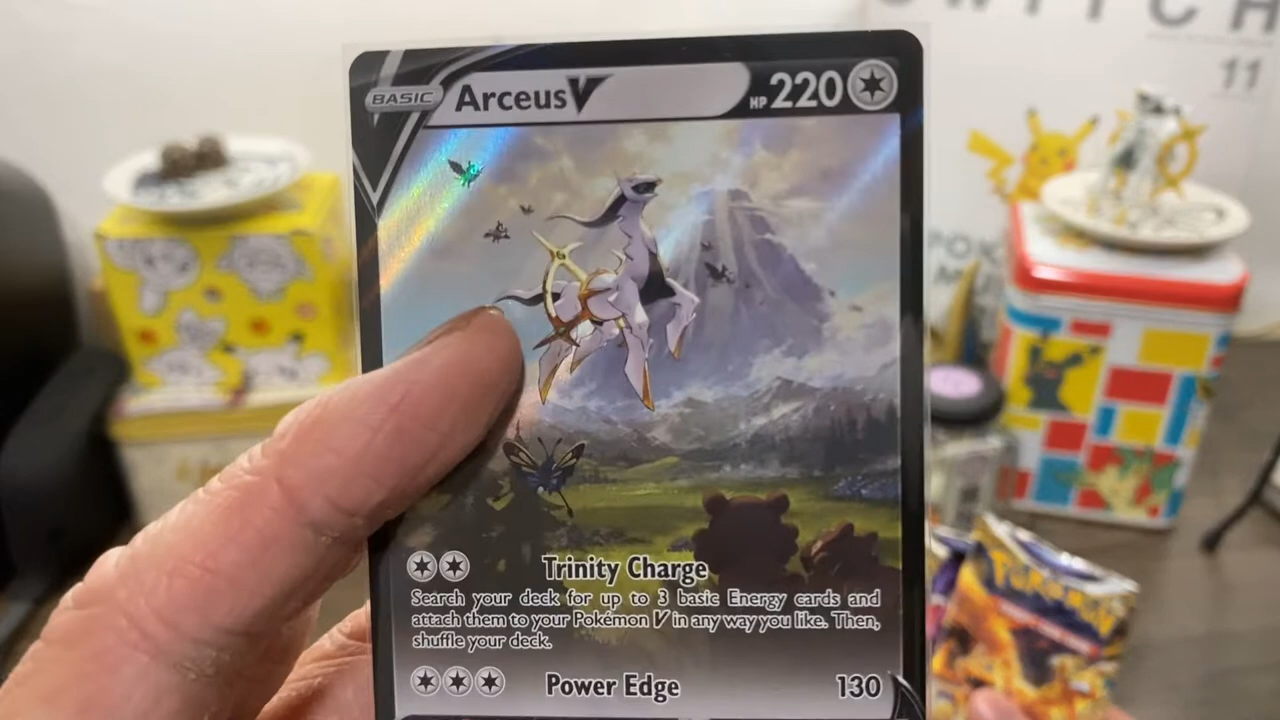 SWITCH
11
BASIC
Arceus V
HP 220
Trinity Charge
Search your deck for up to 3 basic Energy cards and
attach them to your Pokémon V in any way you like. Then,
shuffle your deck.
Power Edge 130
POKÉMON